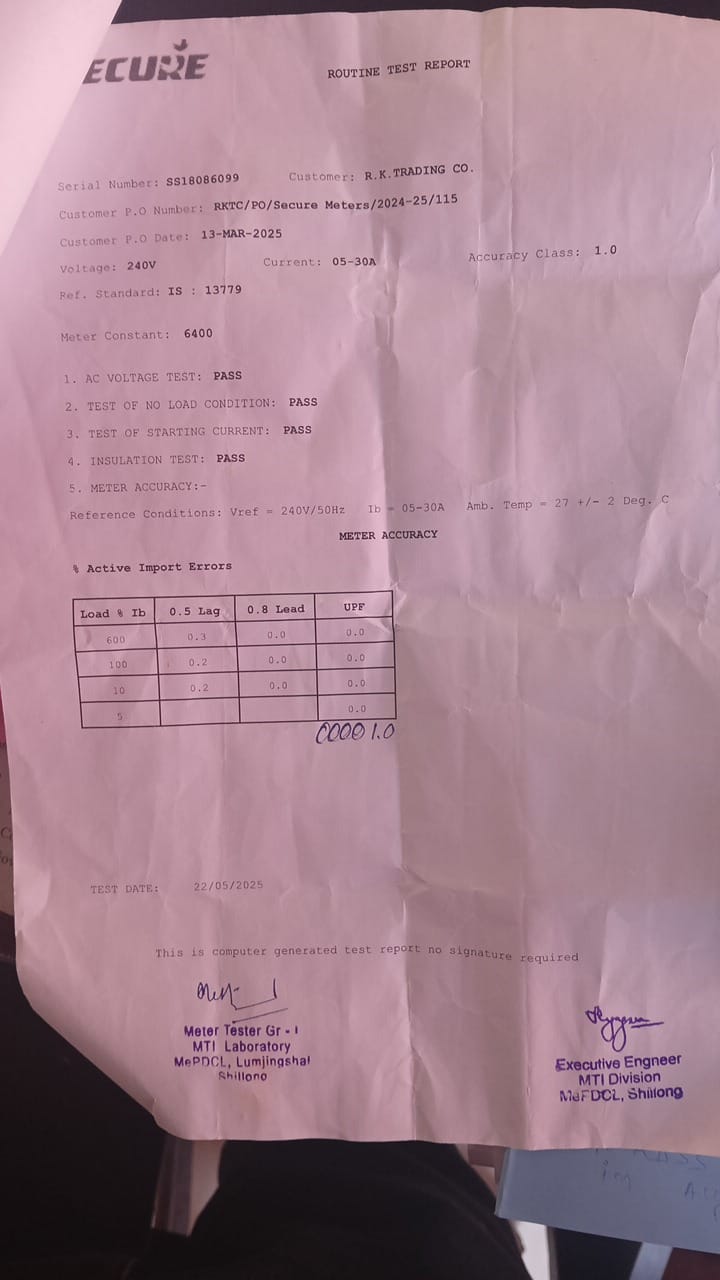 ECURE
ROUTINE TEST REPORT
Serial Number: SS18086099 Customer: R.K.TRADING CO.
Customer P.O Number: RKTC/PO/Secure Meters/2024-25/115
Customer P.O Date: 13-MAR-2025
Voltage: 240V Current: 05-30A Accuracy Class: 1.0
Ref. Standard: IS : 13779
Meter Constant: 6400
1. AC VOLTAGE TEST: PASS
2. TEST OF NO LOAD CONDITION: PASS
3. TEST OF STARTING CURRENT: PASS
4. INSULATION TEST: PASS
5. METER ACCURACY:-
Reference Conditions: Vref = 240V/50Hz Ib = 05-30A Amb. Temp = 27 +/- 2 Deg. C
METER ACCURACY
% Active Import Errors
Load % Ib 0.5 Lag 0.8 Lead UPF
600 0.3 0.0 0.0
100 0.2 0.0 0.0
10 0.2 0.0 0.0
5 0.0
00001.0
TEST DATE: 22/05/2025
This is computer generated test report no signature required
Meter Tester Gr - I
MTI Laboratory
MePDCL, Lumjingshai
Shillong
Executive Engneer
MTI Division
MePDCL, Shillong
im